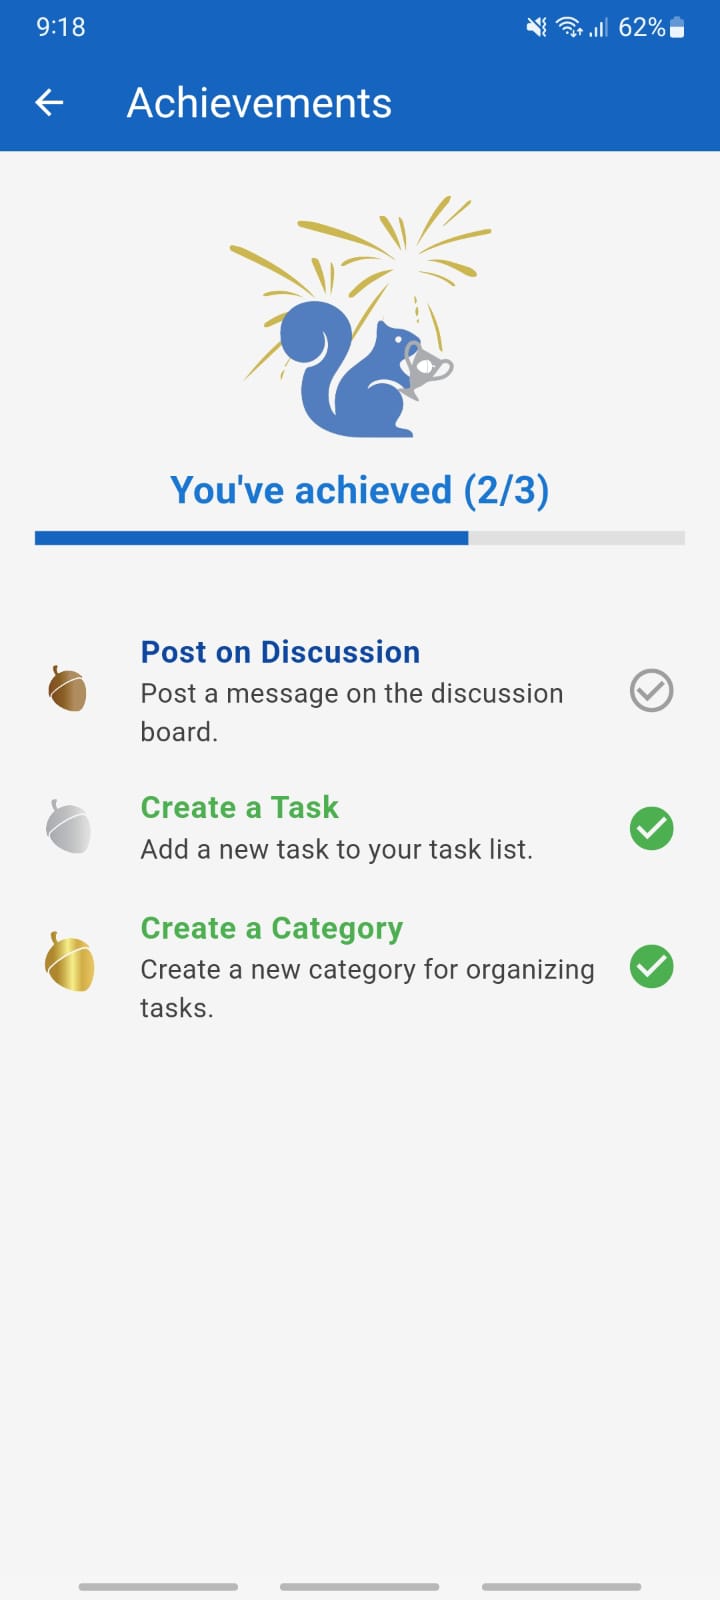 9:18
62%
Achievements
You've achieved (2/3)
Post on Discussion
Post a message on the discussion
board.
Create a Task
Add a new task to your task list.
Create a Category
Create a new category for organizing
tasks.